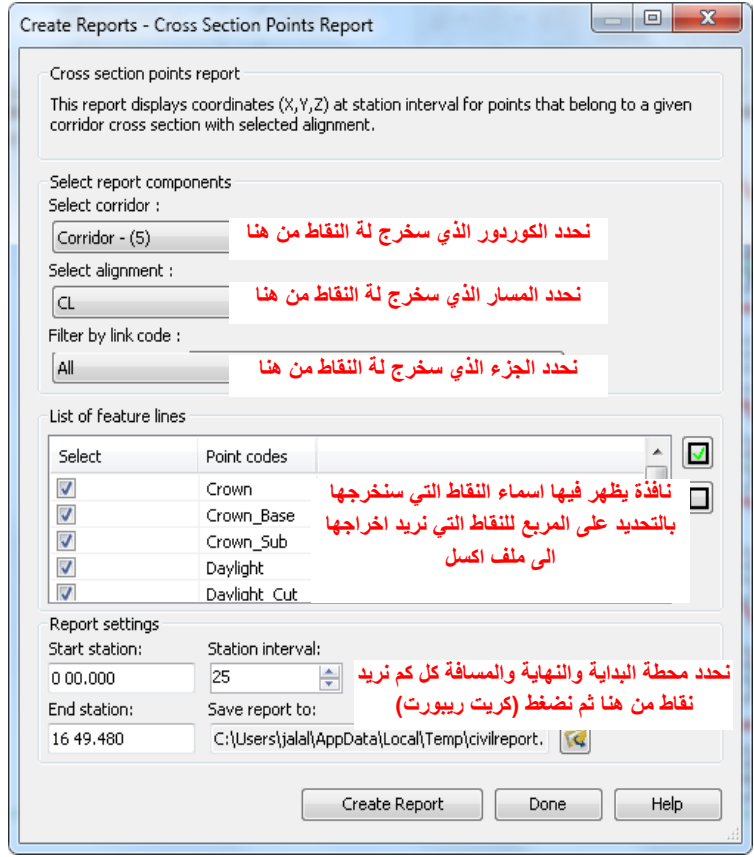 Create Reports - Cross Section Points Report
Cross section points report
This report displays coordinates (X,Y,Z) at station interval for points that belong to a given
corridor cross section with selected alignment.
Select report components
Select corridor :
Corridor - (5)
نحدد الكوردور الذي سخرج لة النقاط من هنا
Select alignment :
CL
نحدد المسار الذي سخرج لة النقاط من هنا
Filter by link code :
All
نحدد الجزء الذي سخرج لة النقاط من هنا
List of feature lines
Select Point codes
Crown
Crown_Base
Crown_Sub
Daylight
Daylight_Cut
نافذة يظهر فيها اسماء النقاط التي سنخرجها
بالتحديد على المربع للنقاط التي نريد اخراجها
الى ملف اكسل
Report settings
Start station: Station interval:
0 00.000 25
End station: Save report to:
16 49.480 C:\Users\jalal\AppData\Local\Temp\civilreport.
نحدد محطة البداية والنهاية والمسافة كل كم نريد
نقاط من هنا ثم نضغط (كريت ريبورت)
Create Report Done Help